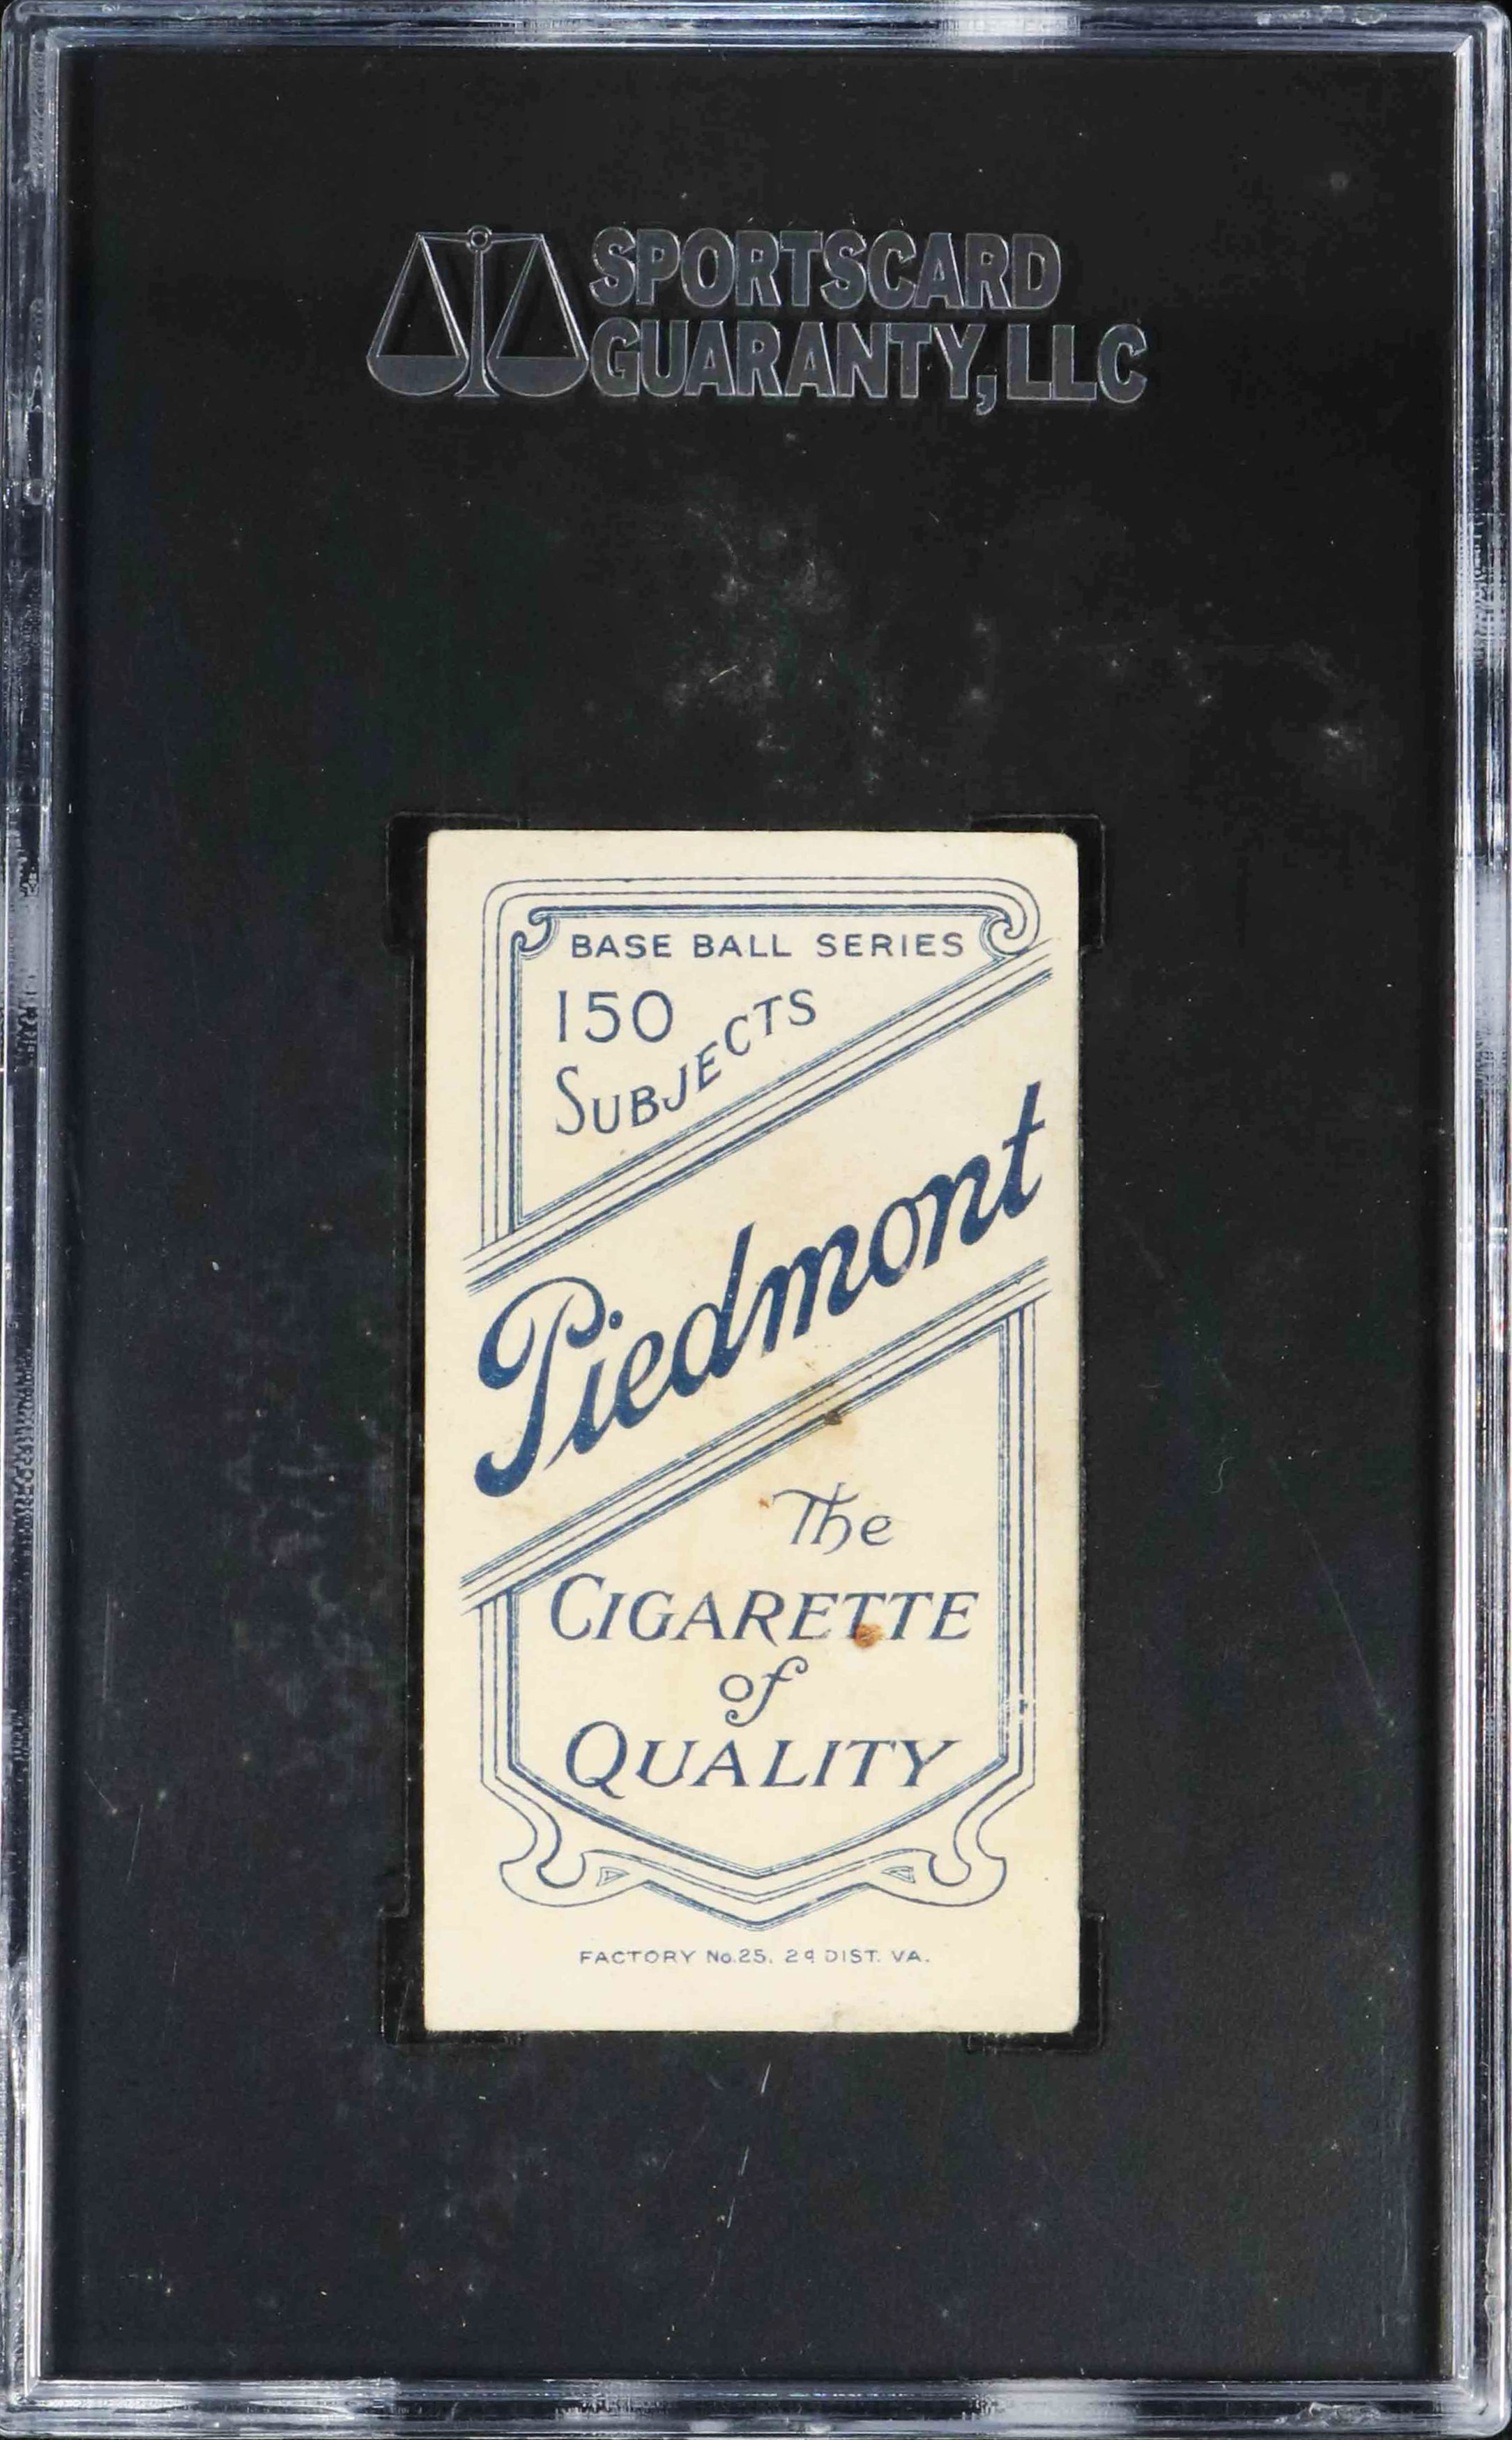 SPORTSCARD
GUARANTY, LLC
BASE BALL SERIES
150
SUBJECTS
Piedmont
The
CIGARETTE
of
QUALITY
FACTORY No.25, 2d DIST. VA.